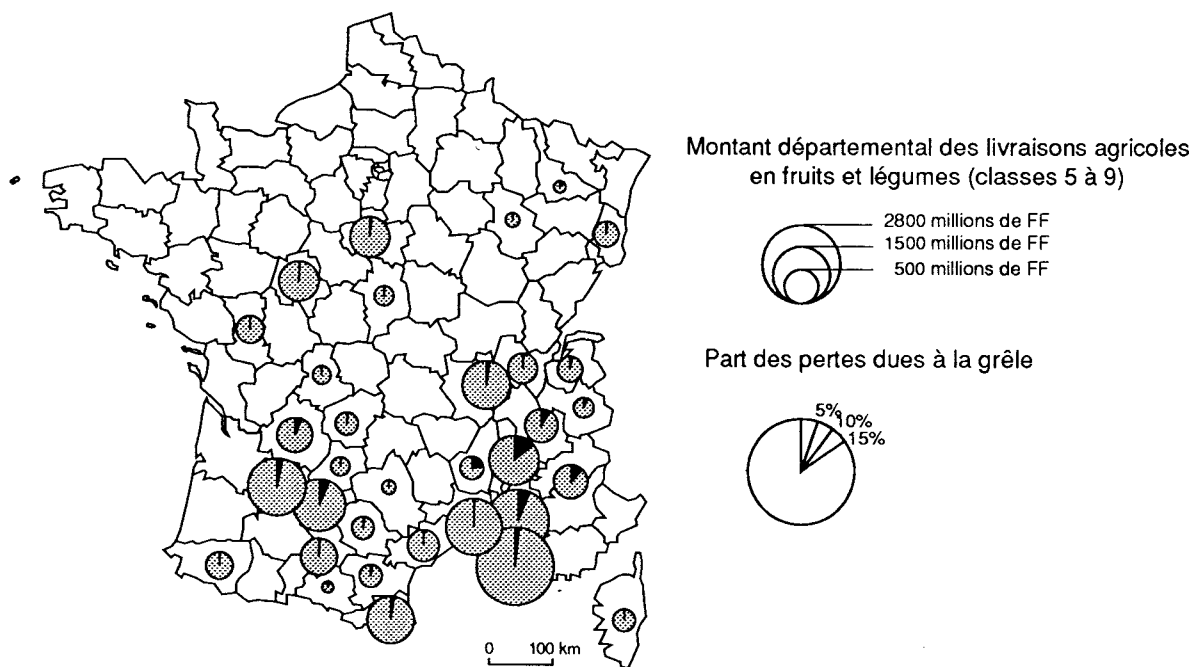 Montant départemental des livraisons agricoles
en fruits et légumes (classes 5 à 9)
2800 millions de FF
1500 millions de FF
500 millions de FF
Part des pertes dues à la grêle
5%
10%
15%
0 100 km